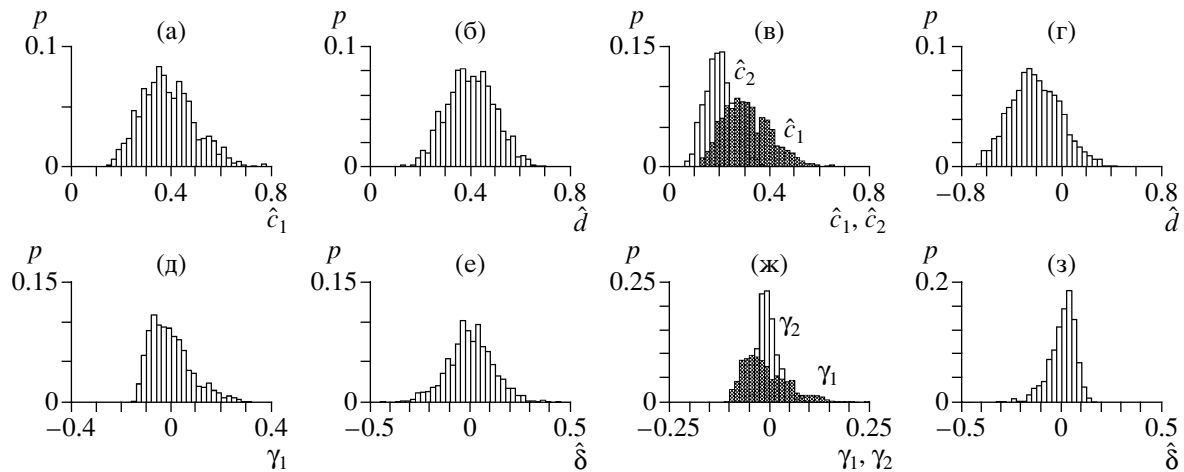 p (а) p (б) p (в) p (г)
0.1 0.1 0.15 0.1
ĉ2
ĉ1
0 0 0 0
0 0.4 0.8 0 0.4 0.8 0 0.4 0.8 −0.8 0 0.8
ĉ1 d̂ ĉ1, ĉ2 d̂
p (д) p (е) p (ж) p (з)
0.15 0.15 0.25 0.2
γ2
γ1
0 0 0 0
−0.4 0 0.4 −0.5 0 0.5 −0.25 0 0.25 −0.5 0 0.5
γ1 δ̂ γ1, γ2 δ̂